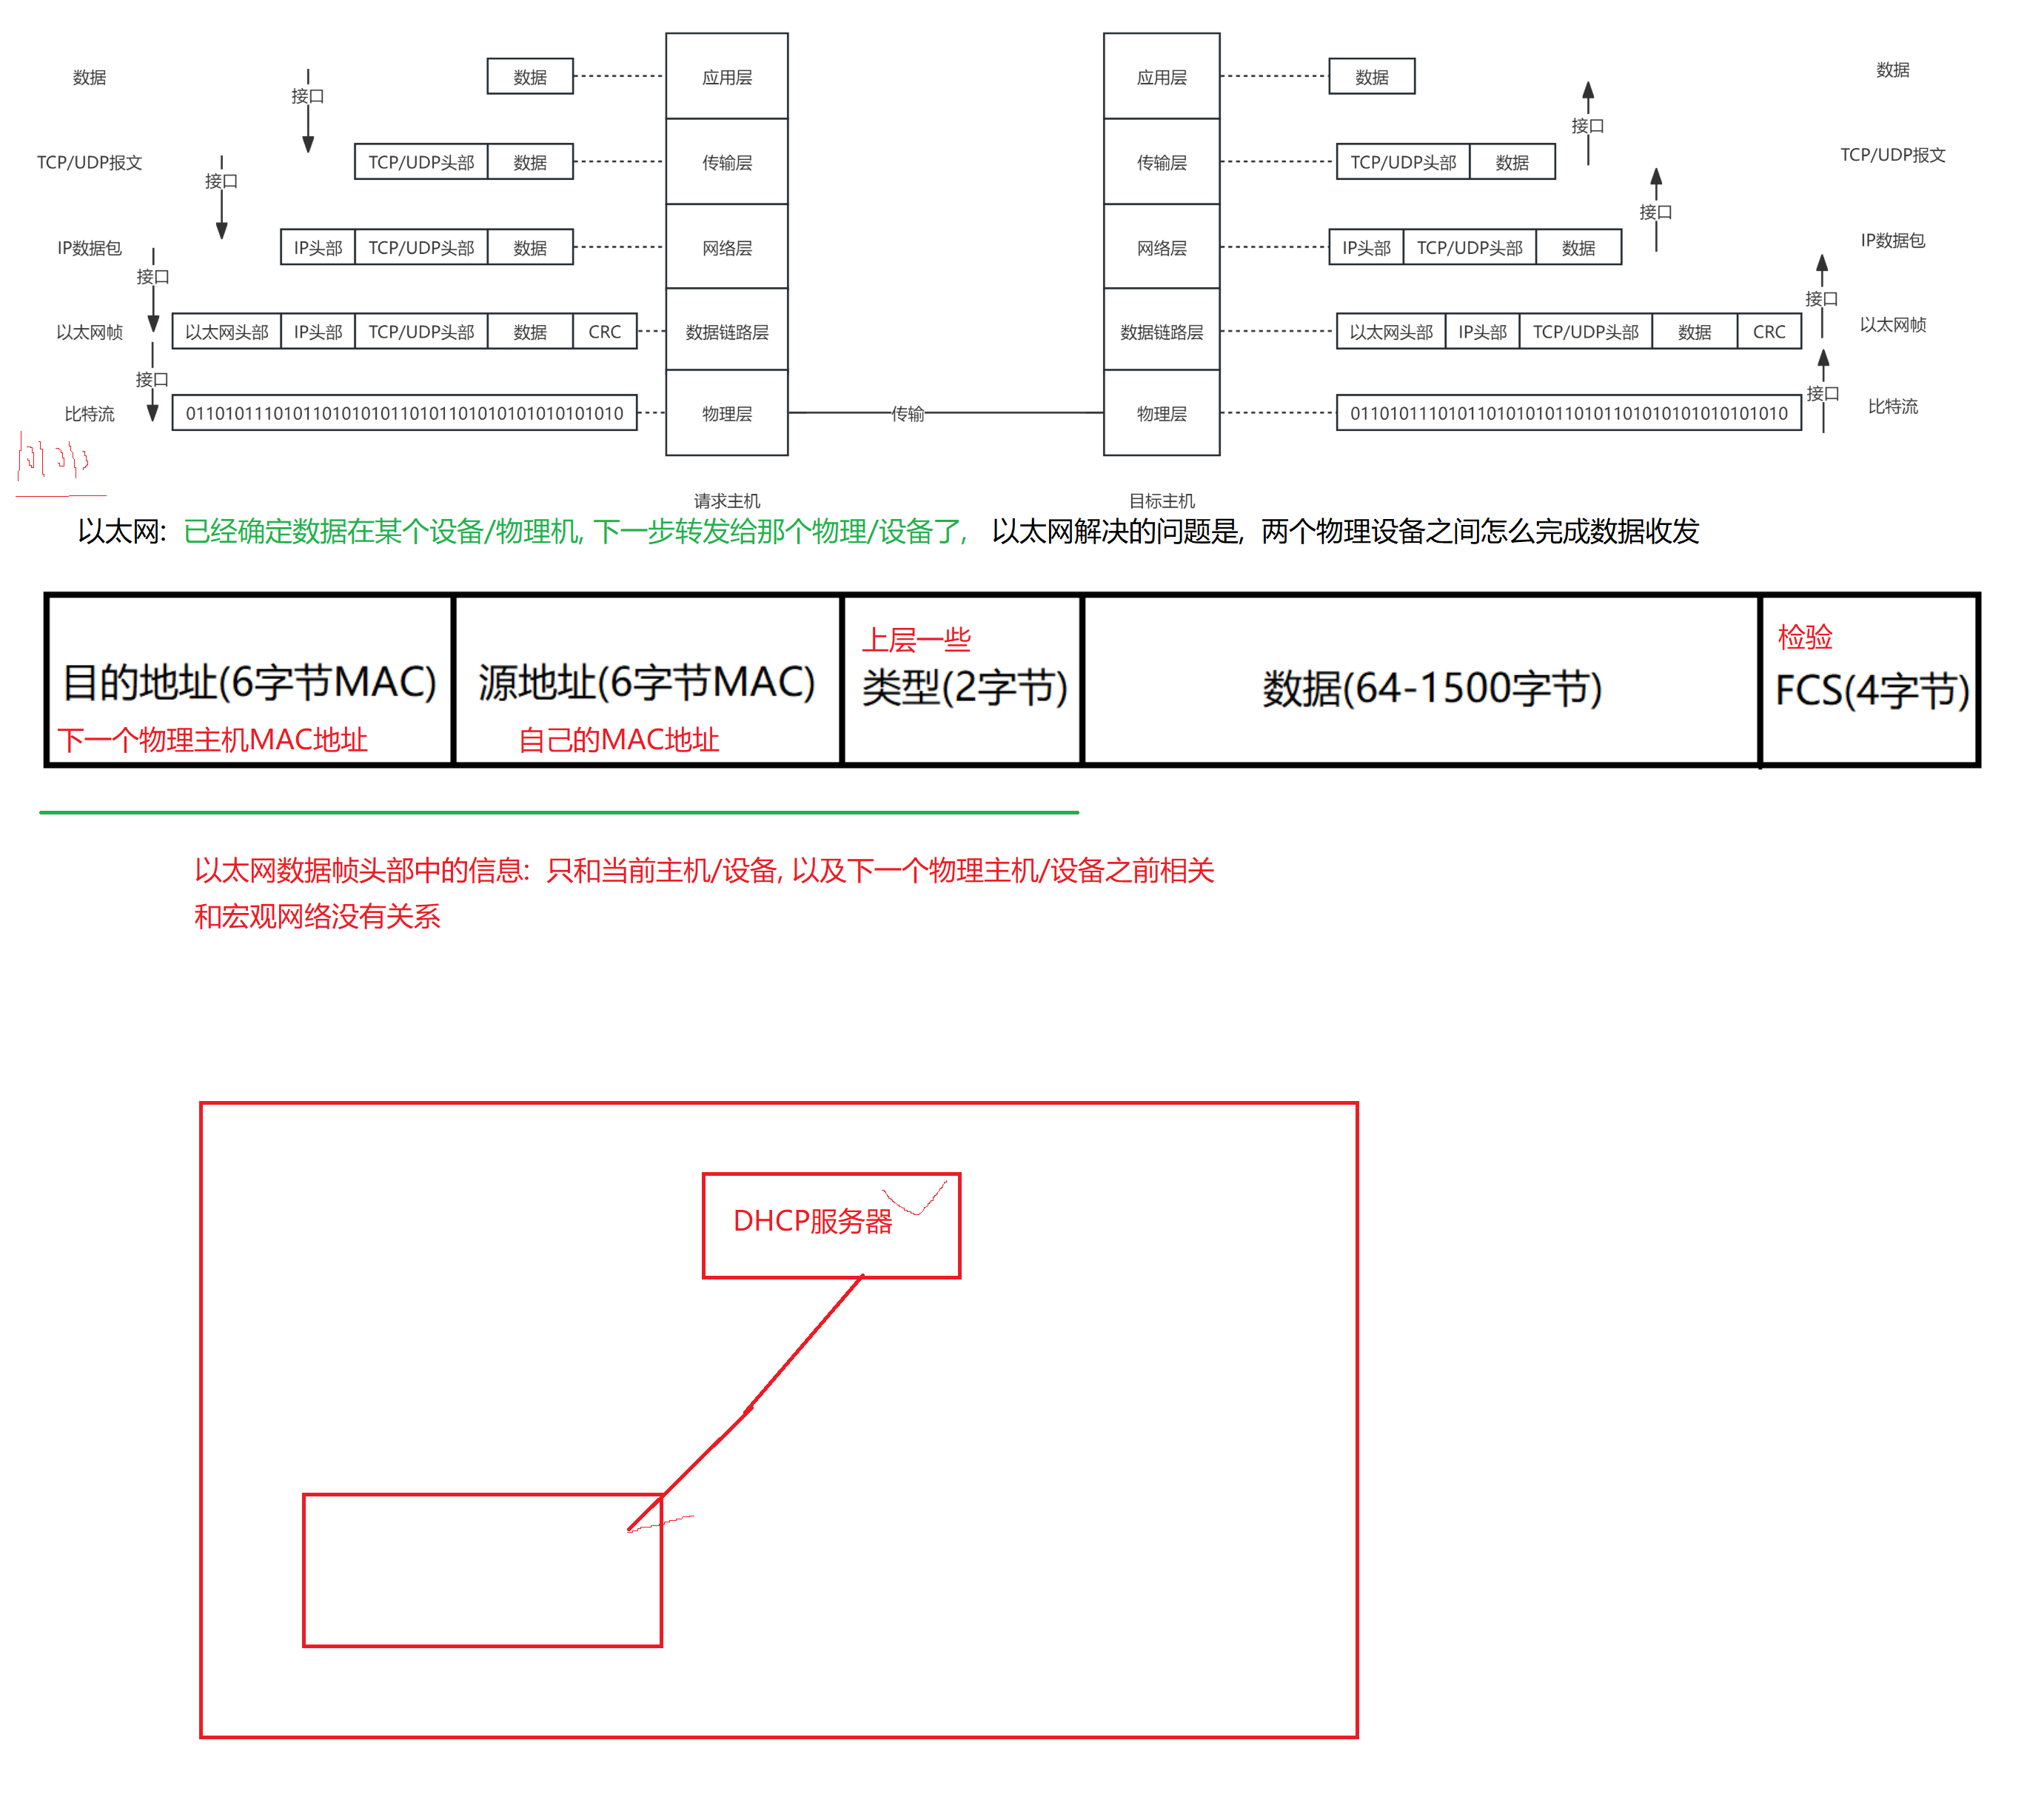 数据
接口
数据
应用层
应用层
数据
接口
数据
TCP/UDP报文
接口
TCP/UDP头部 数据
传输层
传输层
TCP/UDP头部 数据
接口
TCP/UDP报文
IP数据包
接口
IP头部 TCP/UDP头部 数据
网络层
网络层
IP头部 TCP/UDP头部 数据
接口
IP数据包
以太网帧
接口
以太网头部 IP头部 TCP/UDP头部 数据 CRC
数据链路层
数据链路层
以太网头部 IP头部 TCP/UDP头部 数据 CRC
接口
以太网帧
比特流
0110101110101101010101101011010101010101010
物理层
传输
物理层
0110101110101101010101101011010101010101010
比特流
请求主机
目标主机
以太网: 已经确定数据在某个设备/物理机, 下一步转发给那个物理/设备了, 以太网解决的问题是, 两个物理设备之间怎么完成数据收发
目的地址(6字节MAC)
下一个物理主机MAC地址
源地址(6字节MAC)
自己的MAC地址
上层一些
类型(2字节)
数据(64-1500字节)
检验
FCS(4字节)
以太网数据帧头部中的信息: 只和当前主机/设备, 以及下一个物理主机/设备之前相关
和宏观网络没有关系
DHCP服务器